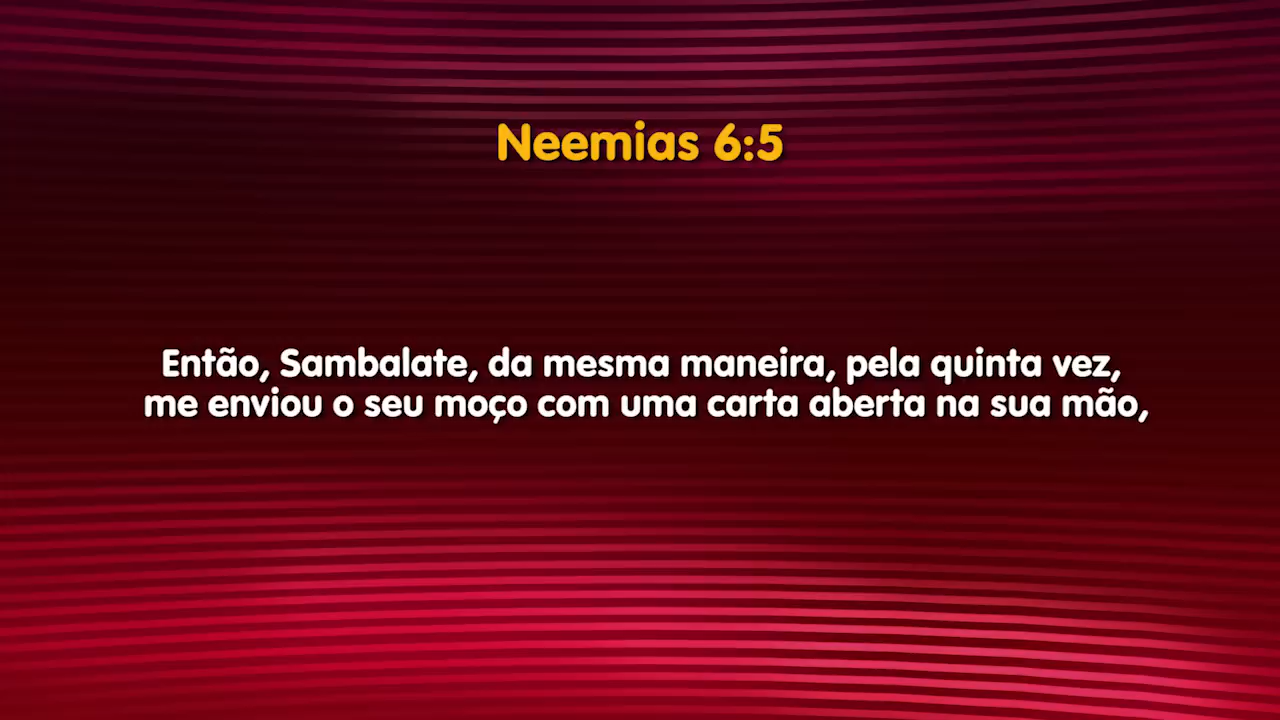 Neemias 6:5
Então, Sambalate, da mesma maneira, pela quinta vez,
me enviou o seu moço com uma carta aberta na sua mão,